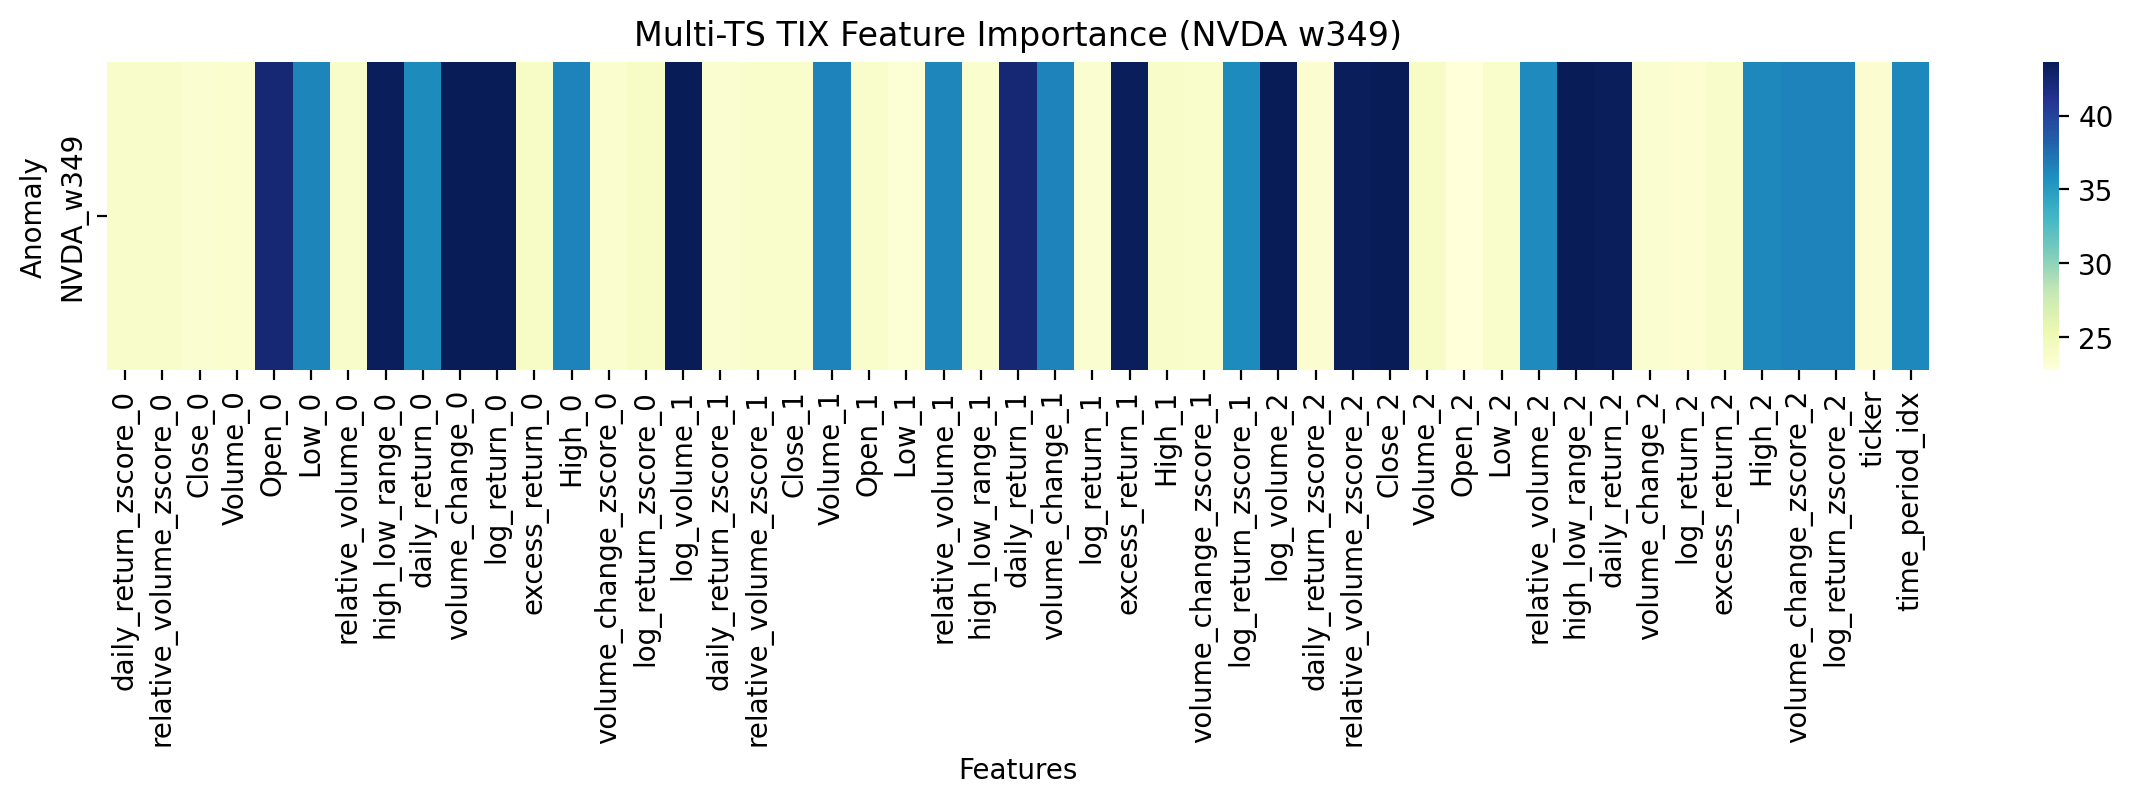 Multi-TS TIX Feature Importance (NVDA w349)
Anomaly
NVDA_w349
40
35
30
25
daily_return_zscore_0
relative_volume_zscore_0
Close_0
Volume_0
Open_0
Low_0
relative_volume_0
high_low_range_0
daily_return_0
volume_change_0
log_return_0
excess_return_0
High_0
volume_change_zscore_0
log_return_zscore_0
log_volume_1
daily_return_zscore_1
relative_volume_zscore_1
Close_1
Volume_1
Open_1
Low_1
relative_volume_1
high_low_range_1
daily_return_1
volume_change_1
log_return_1
excess_return_1
High_1
volume_change_zscore_1
log_return_zscore_1
log_volume_2
daily_return_zscore_2
relative_volume_zscore_2
Close_2
Volume_2
Open_2
Low_2
relative_volume_2
high_low_range_2
daily_return_2
volume_change_2
log_return_2
excess_return_2
High_2
volume_change_zscore_2
log_return_zscore_2
ticker
time_period_idx
Features